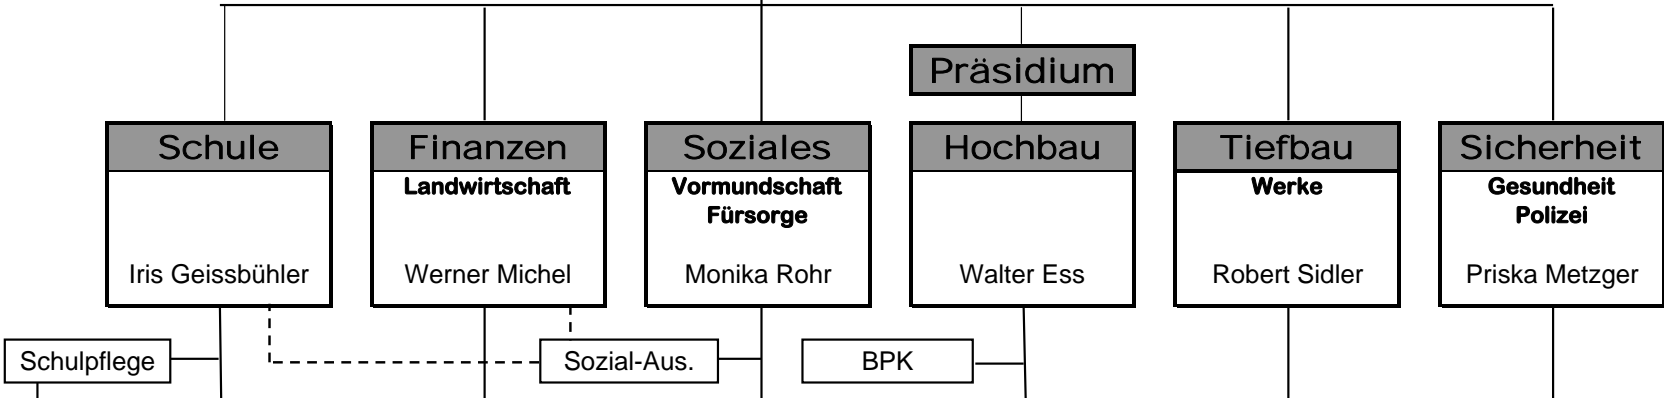 Präsidium
Schule
Finanzen
Soziales
Hochbau
Tiefbau
Sicherheit
Landwirtschaft
Vormundschaft
Fürsorge
Werke
Gesundheit
Polizei
Iris Geissbühler
Werner Michel
Monika Rohr
Walter Ess
Robert Sidler
Priska Metzger
Schulpflege
Sozial-Aus.
BPK